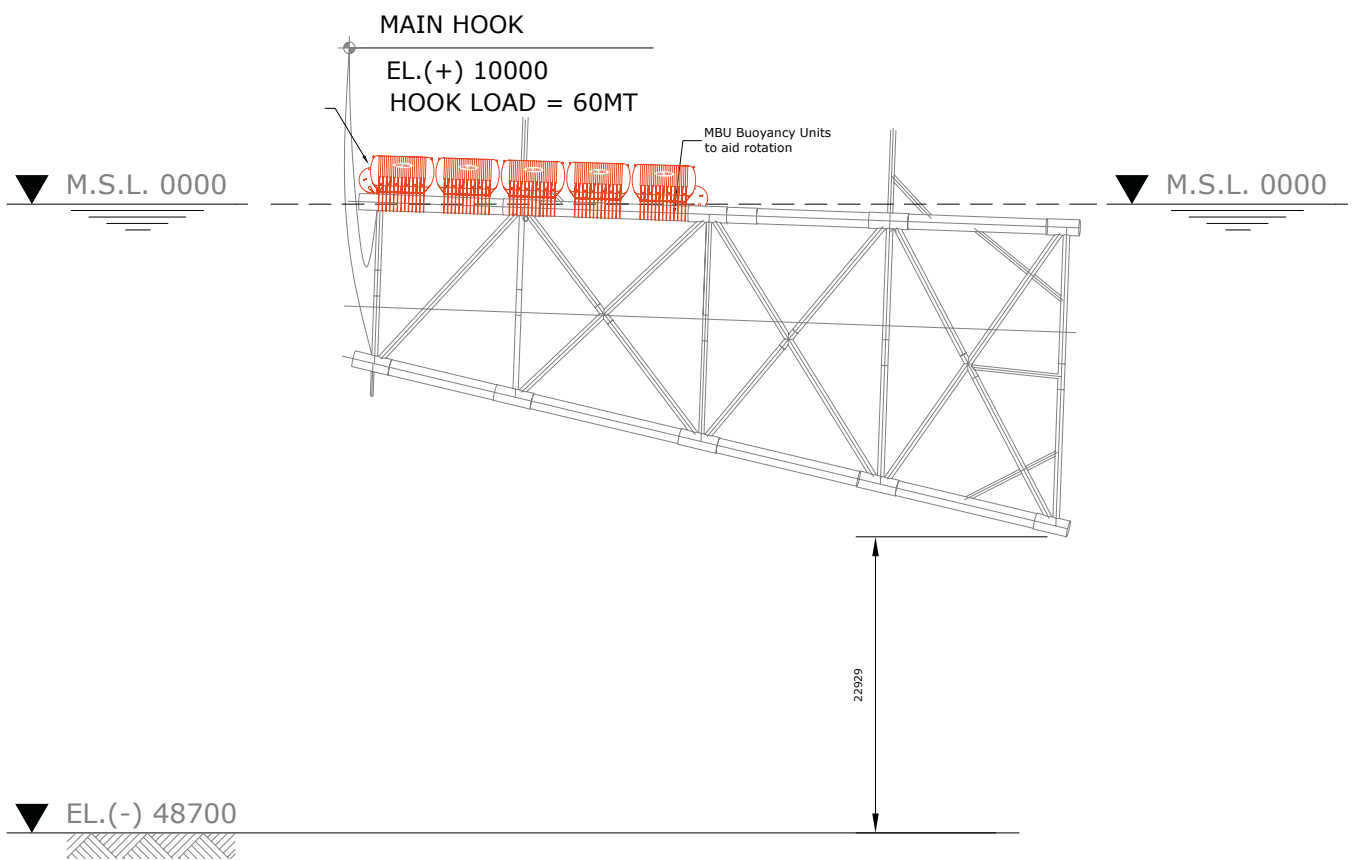 MAIN HOOK
EL.(+) 10000
HOOK LOAD = 60MT
MBU Buoyancy Units
to aid rotation
M.S.L. 0000
M.S.L. 0000
22929
EL.(-) 48700